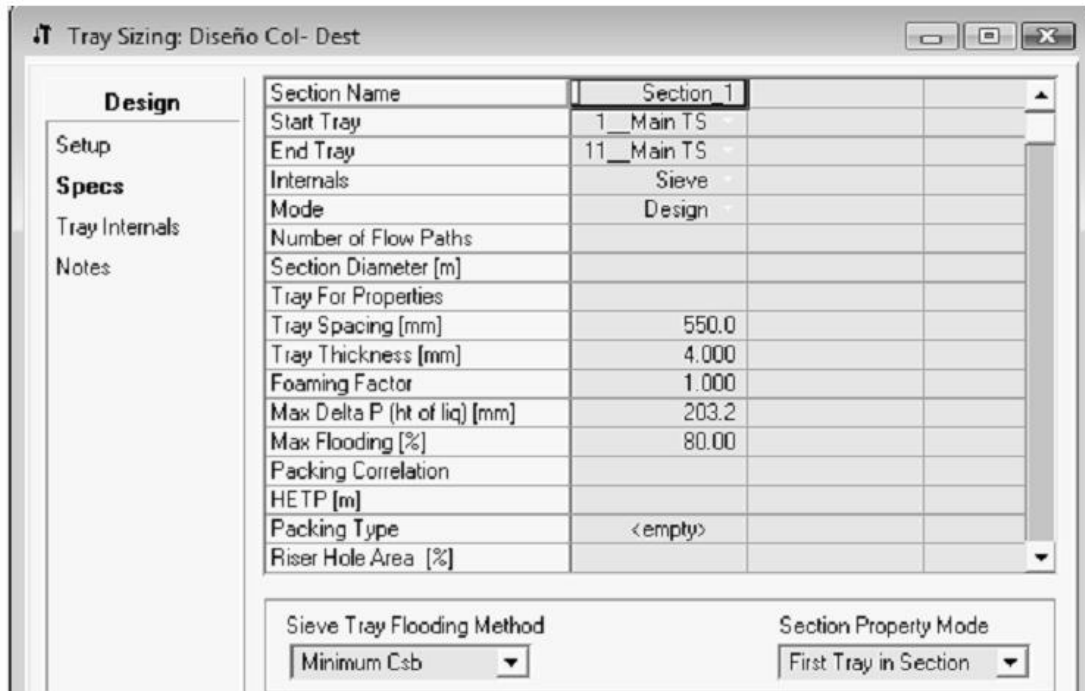 Tray Sizing: Diseño Col- Dest
Design
Setup
Specs
Tray Internals
Notes
Section Name Section_1
Start Tray 1__Main TS
End Tray 11__Main TS
Internals Sieve
Mode Design
Number of Flow Paths
Section Diameter [m]
Tray For Properties
Tray Spacing [mm] 550.0
Tray Thickness [mm] 4.000
Foaming Factor 1.000
Max Delta P (ht of liq) [mm] 203.2
Max Flooding [%] 80.00
Packing Correlation
HETP [m]
Packing Type <empty>
Riser Hole Area [%]
Sieve Tray Flooding Method Section Property Mode
Minimum Csb First Tray in Section